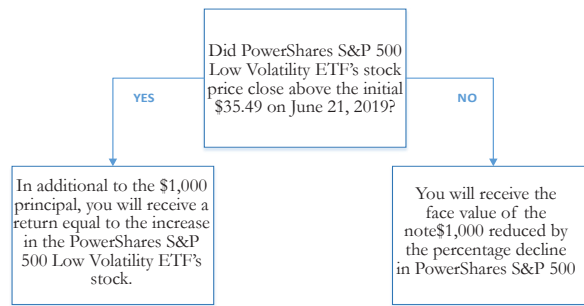 Did PowerShares S&P 500
Low Volatility ETF's stock
price close above the initial
$35.49 on June 21, 2019?
YES
NO
In additional to the $1,000
principal, you will receive a
return equal to the increase
in the PowerShares S&P
500 Low Volatility ETF's
stock.
You will receive the
face value of the
note$1,000 reduced by
the percentage decline
in PowerShares S&P 500